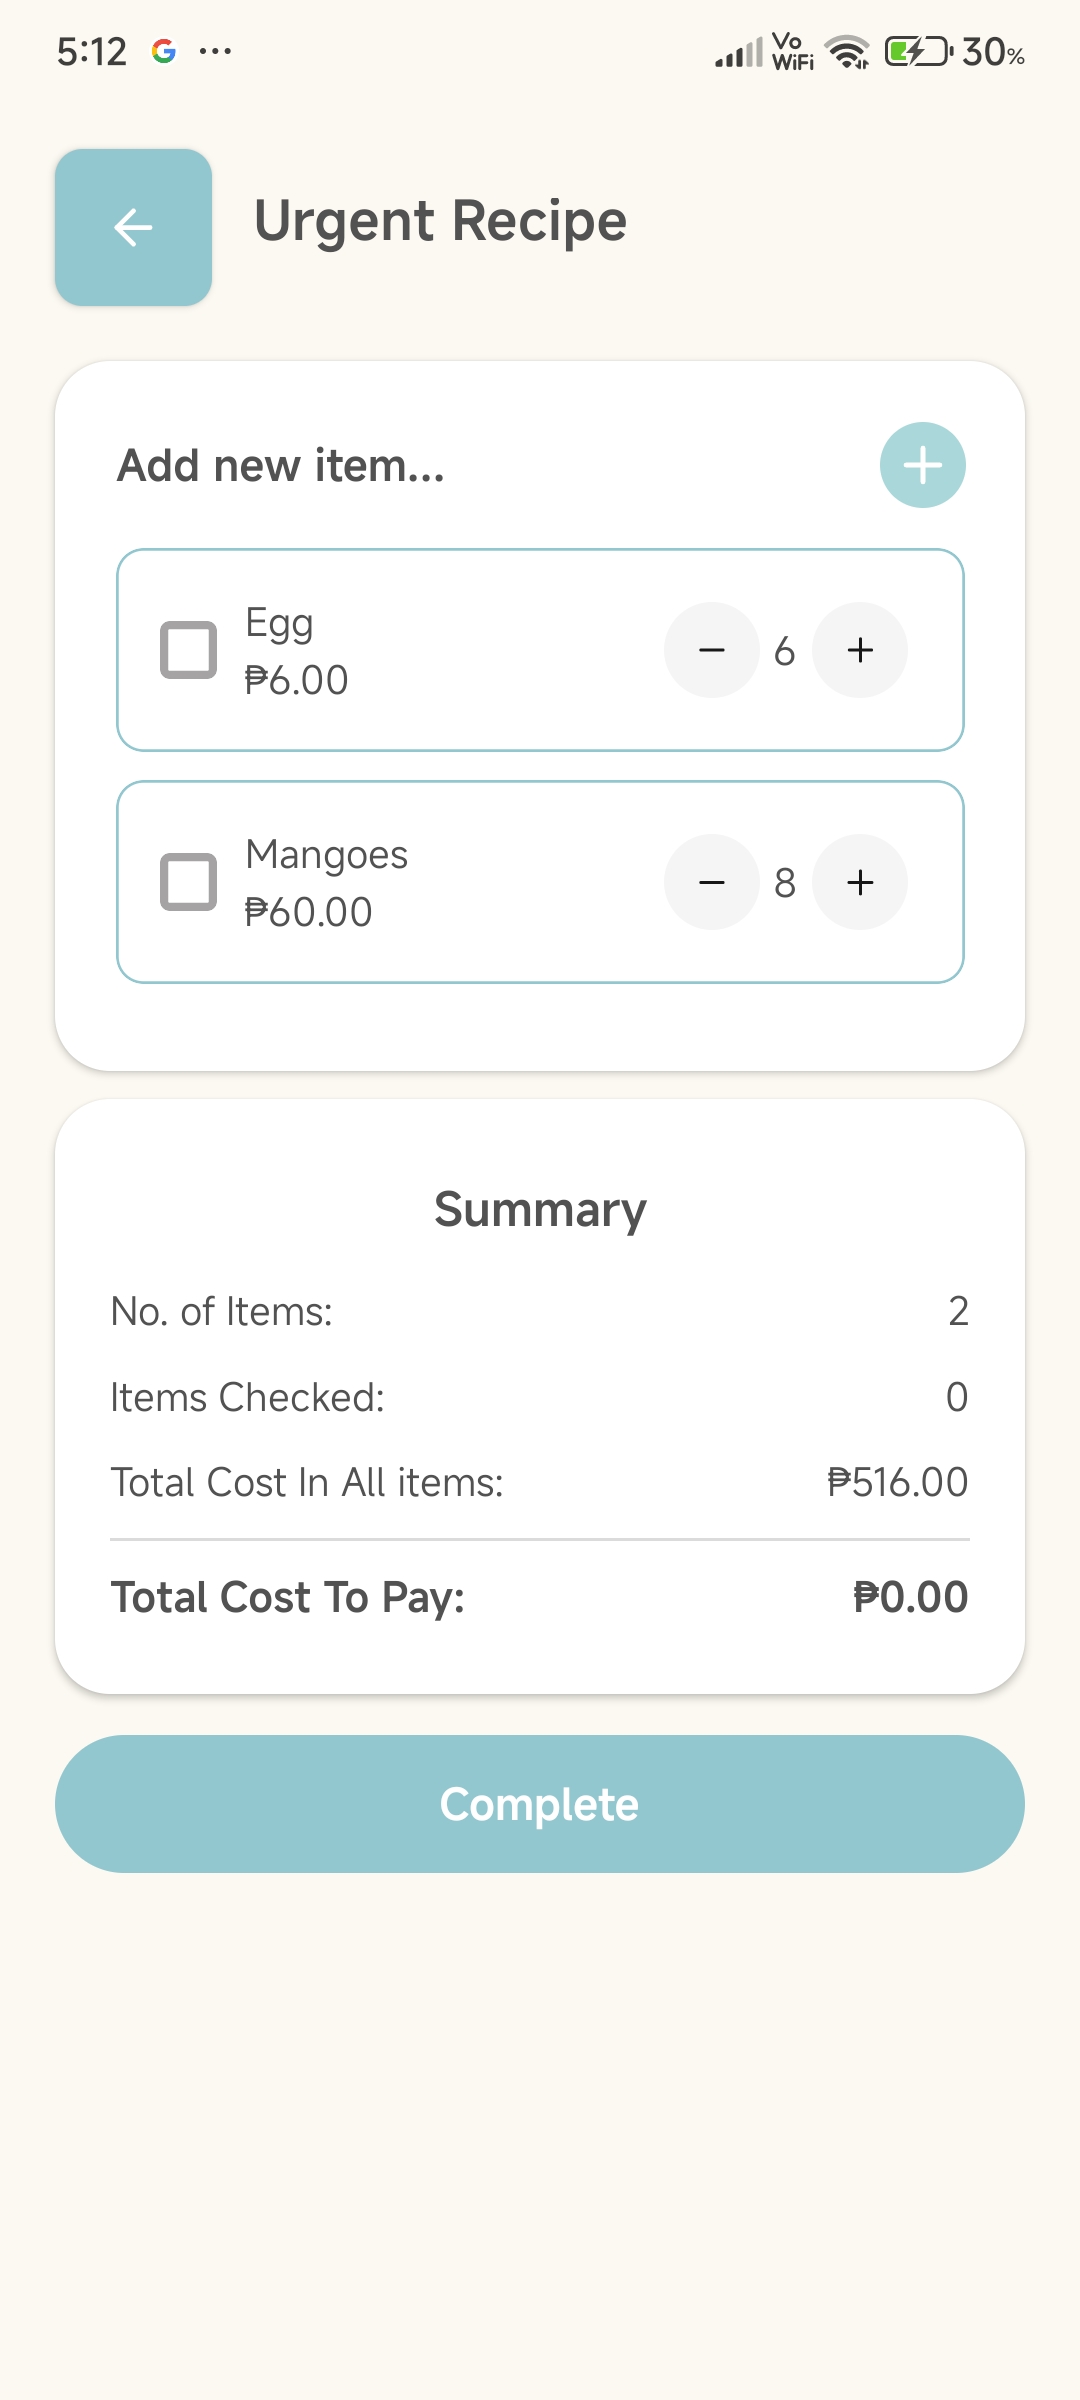 5:12 G ... Vo WiFi 30%
Urgent Recipe
Add new item...
Egg
₱6.00
6
Mangoes
₱60.00
8
Summary
No. of Items: 2
Items Checked: 0
Total Cost In All items: ₱516.00
Total Cost To Pay: ₱0.00
Complete